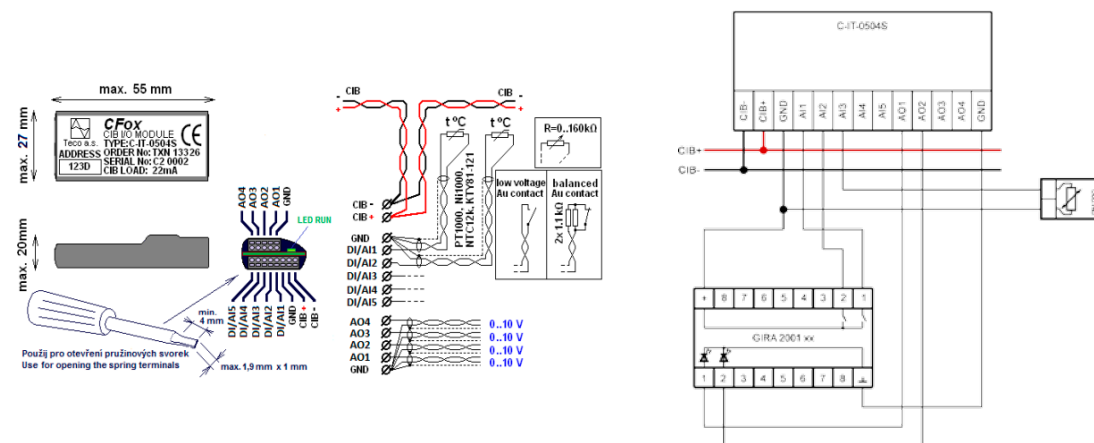 max. 55 mm
max. 27 mm
CFox
CIB I/O MODULE
Teco a.s.
TYPE:C-IT-0504S
ORDER No: TXN 13326
ADDRESS
SERIAL No: C2 0002
123D
CIB LOAD: 22mA
CE
max. 20mm
AO4
AO3
AO2
AO1
GND
LED RUN
DI/AI5
DI/AI4
DI/AI3
DI/AI2
DI/AI1
GND
CIB +
CIB -
min.
4 mm
Použij pro otevření pružinových svorek
Use for opening the spring terminals
max. 1,9 mm x 1 mm
- CIB
+
CIB -
+
t ºC
t ºC
R=0..160kΩ
PT1000, Ni1000,
NTC12k, KTY81-121
low voltage
Au contact
balanced
Au contact
2x 1,1 kΩ
CIB -
CIB +
GND
DI/AI1
DI/AI2
DI/AI3
DI/AI4
DI/AI5
AO4
AO3
AO2
AO1
GND
0..10 V
0..10 V
0..10 V
0..10 V
C-IT-0504S
CIB-
CIB+
GND
AI1
AI2
AI3
AI4
AI5
AO1
AO2
AO3
AO4
GND
CIB+
CIB-
+ 8 7 6 5 4 3 2 1
GIRA 2001 xx
1 2 3 4 5 6 7 8